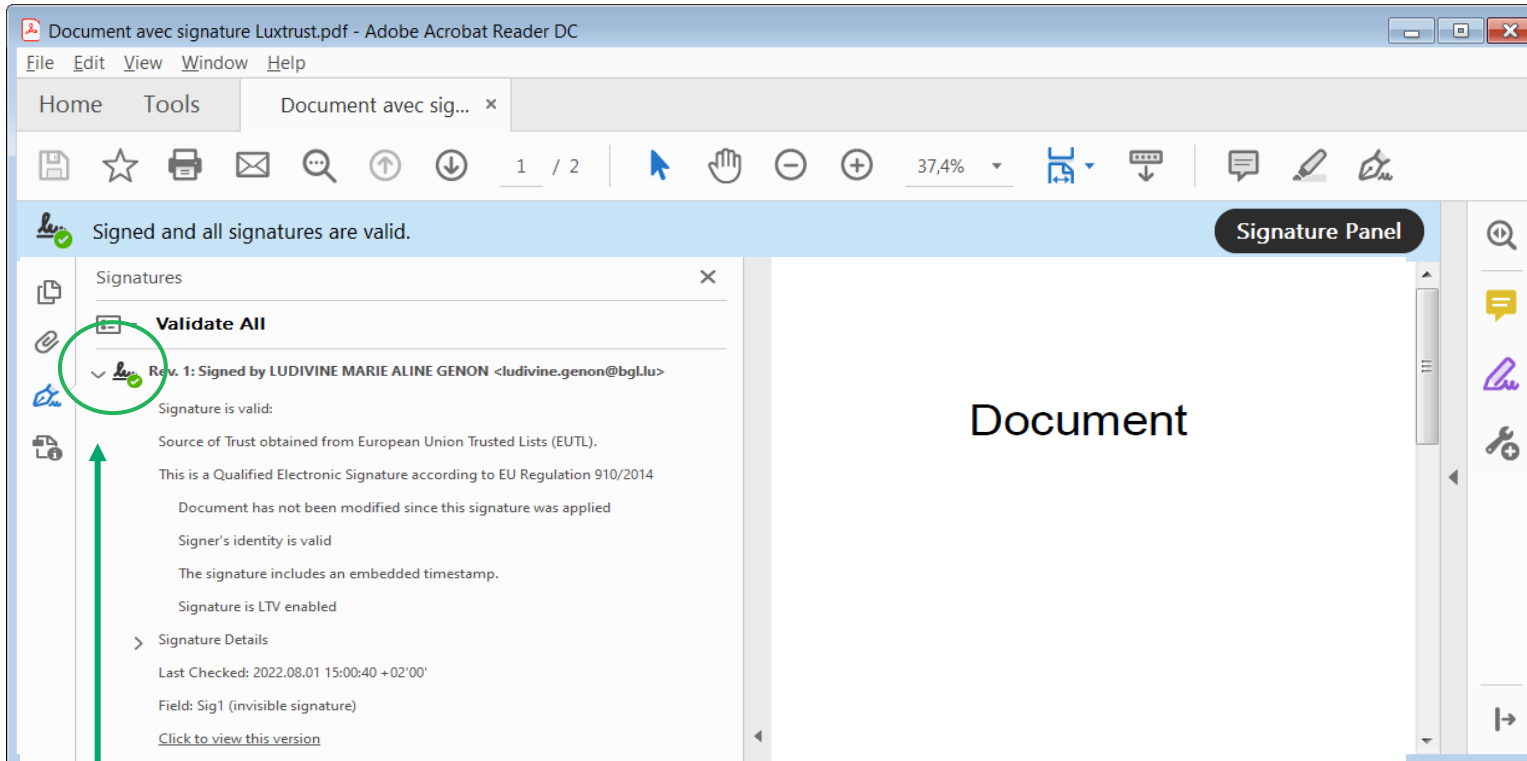 Document avec signature Luxtrust.pdf - Adobe Acrobat Reader DC
File Edit View Window Help
Home Tools Document avec sig... ×
1 / 2 37,4%
Signed and all signatures are valid. Signature Panel
Signatures
Validate All
Rev. 1: Signed by LUDIVINE MARIE ALINE GENON <ludivine.genon@bgl.lu>
Signature is valid:
Source of Trust obtained from European Union Trusted Lists (EUTL).
This is a Qualified Electronic Signature according to EU Regulation 910/2014
Document has not been modified since this signature was applied
Signer's identity is valid
The signature includes an embedded timestamp.
Signature is LTV enabled
Signature Details
Last Checked: 2022.08.01 15:00:40 +02'00'
Field: Sig1 (invisible signature)
Click to view this version
Document